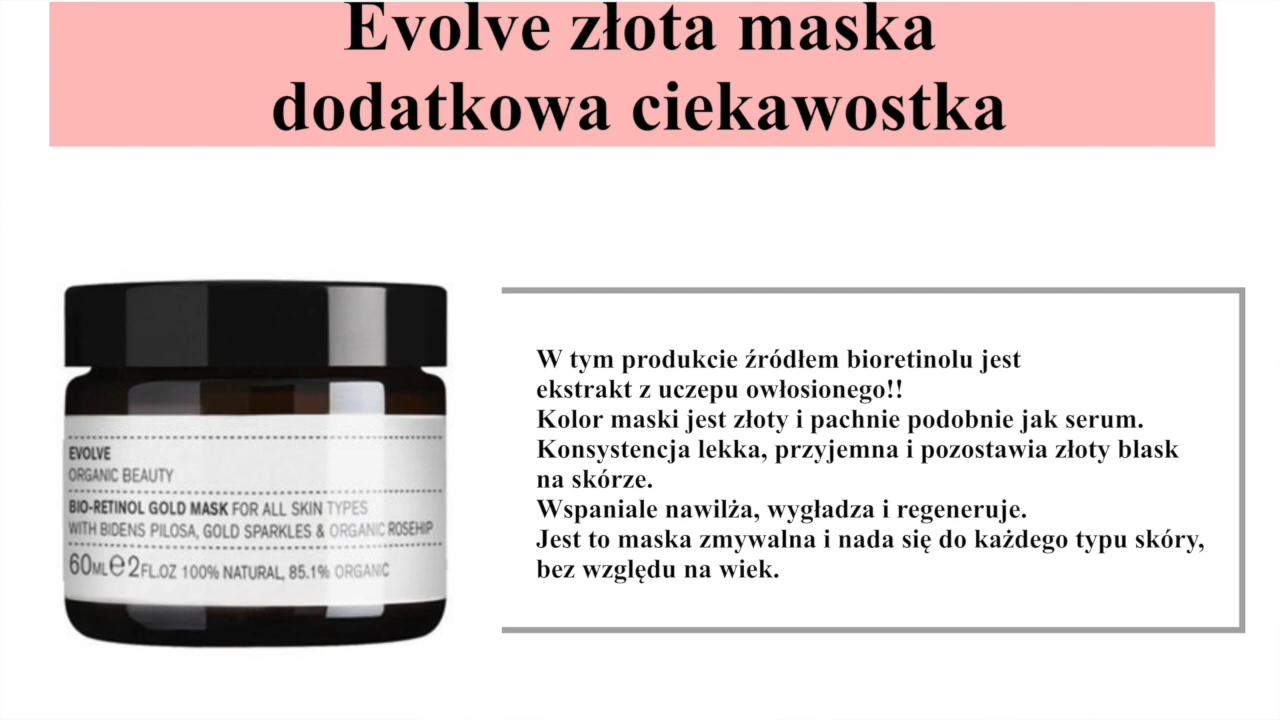 Evolve złota maska
dodatkowa ciekawostka
W tym produkcie źródłem bioretinolu jest
ekstrakt z uczepu owłosionego!!
Kolor maski jest złoty i pachnie podobnie jak serum.
Konsystencja lekka, przyjemna i pozostawia złoty blask
na skórze.
Wspaniale nawilża, wygładza i regeneruje.
Jest to maska zmywalna i nada się do każdego typu skóry,
bez względu na wiek.
EVOLVE
ORGANIC BEAUTY
BIO-RETINOL GOLD MASK FOR ALL SKIN TYPES
WITH BIDENS PILOSA, GOLD SPARKLES & ORGANIC ROSEHIP
60ML e 2FL.OZ 100% NATURAL, 85.1% ORGANIC